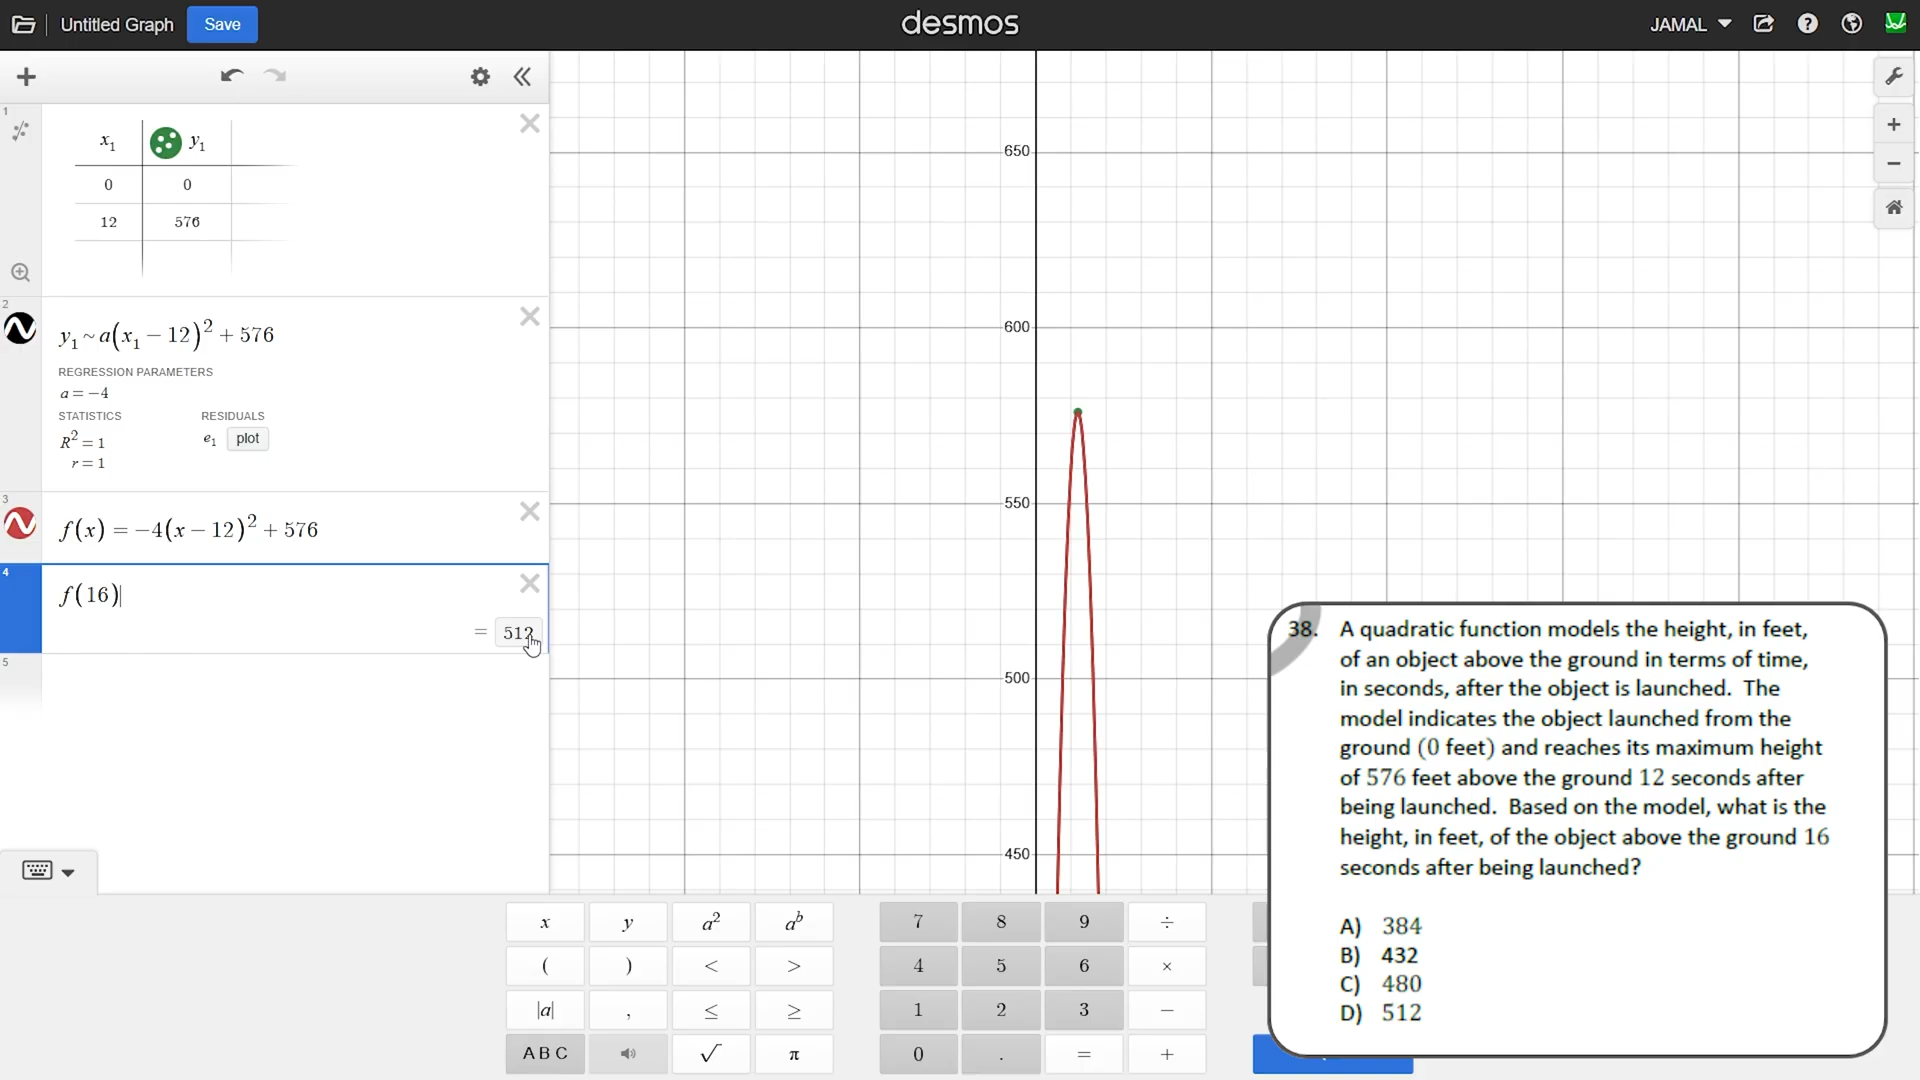 Untitled Graph
Save
desmos
JAMAL
1
x₁ y₁
0 0
12 576
2
y₁ ~ a(x₁ − 12)² + 576
REGRESSION PARAMETERS
a = −4
STATISTICS RESIDUALS
R² = 1 e₁ plot
r = 1
3
f(x) = −4(x − 12)² + 576
4
f(16)
= 512
5
650
600
550
500
450
38. A quadratic function models the height, in feet,
of an object above the ground in terms of time,
in seconds, after the object is launched. The
model indicates the object launched from the
ground (0 feet) and reaches its maximum height
of 576 feet above the ground 12 seconds after
being launched. Based on the model, what is the
height, in feet, of the object above the ground 16
seconds after being launched?
A) 384
B) 432
C) 480
D) 512
x y a² aᵇ 7 8 9 ÷
( ) < > 4 5 6 ×
|a| , ≤ ≥ 1 2 3 −
A B C √ π 0 . = +